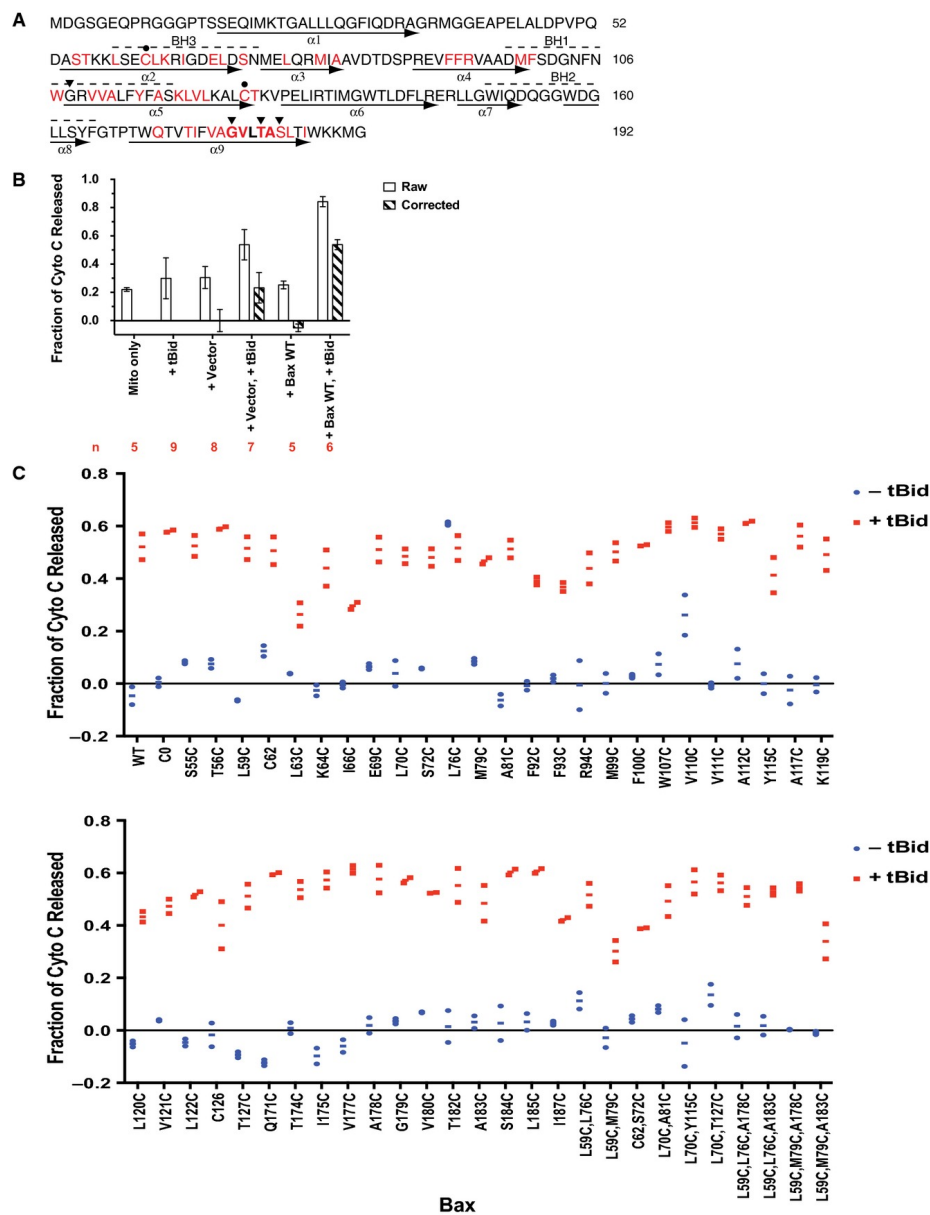 A
MDGSGEQPRGGGPTSSSEQIMKTGALLLQGFIQDRAGRMGGEAPELALDPVPQ 52
α1
BH3 BH1
DASTKKLSECLKRIGDELDSNMELQRMIAAVDTDSPREVFFRVAADMFSDGNFN 106
α2 α3 α4
BH2
WGRVVALFYFASKLVLKALCTKVPELIRTIMGWTLDFLRERLLGWIQDQGGWDG 160
α5 α6 α7
LLSYFGTPTWQTVTIFVAGVLTASLTIWKKMG 192
α8 α9
B
Fraction of Cyto C Released
1.0
0.8
0.6
0.4
0.2
0.0
Raw
Corrected
Mito only
+ tBid
+ Vector
+ Vector, + tBid
+ Bax WT
+ Bax WT, + tBid
n 5 9 8 7 5 6
C
Fraction of Cyto C Released
0.8
0.6
0.4
0.2
0.0
−0.2
– tBid
+ tBid
WT
C0
S55C
T56C
L59C
C62
L63C
K64C
I66C
E69C
L70C
S72C
L76C
M79C
A81C
F92C
F93C
R94C
M99C
F100C
W107C
V110C
V111C
A112C
Y115C
A117C
K119C
Fraction of Cyto C Released
0.8
0.6
0.4
0.2
0.0
−0.2
– tBid
+ tBid
L120C
V121C
L122C
C126
T127C
Q171C
T174C
I175C
V177C
A178C
G179C
V180C
T182C
A183C
S184C
L185C
I187C
L59C,L76C
L59C,M79C
C62,S72C
L70C,A81C
L70C,Y115C
L70C,T127C
L59C,L76C,A178C
L59C,L76C,A183C
L59C,M79C,A178C
L59C,M79C,A183C
Bax